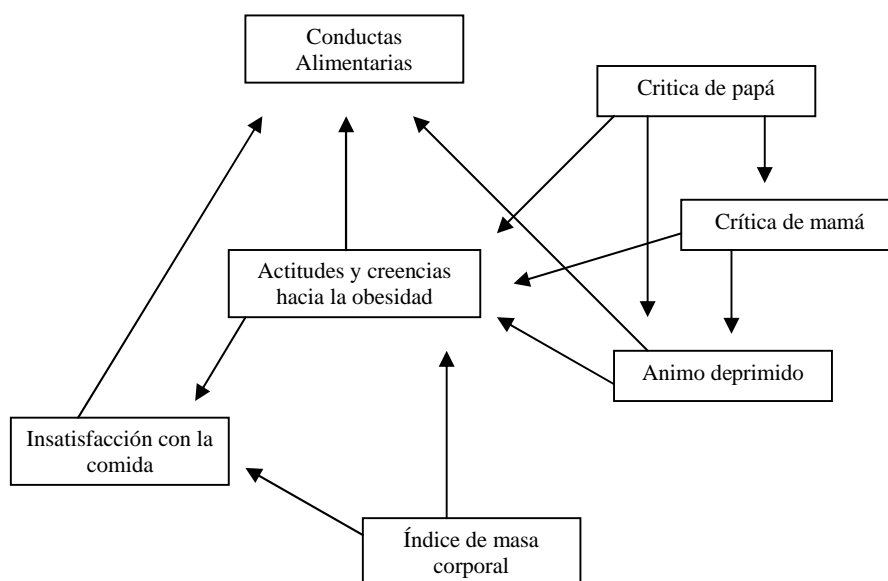 Conductas
Alimentarias
Critica de papá
Crítica de mamá
Actitudes y creencias
hacia la obesidad
Animo deprimido
Insatisfacción con la
comida
Índice de masa
corporal